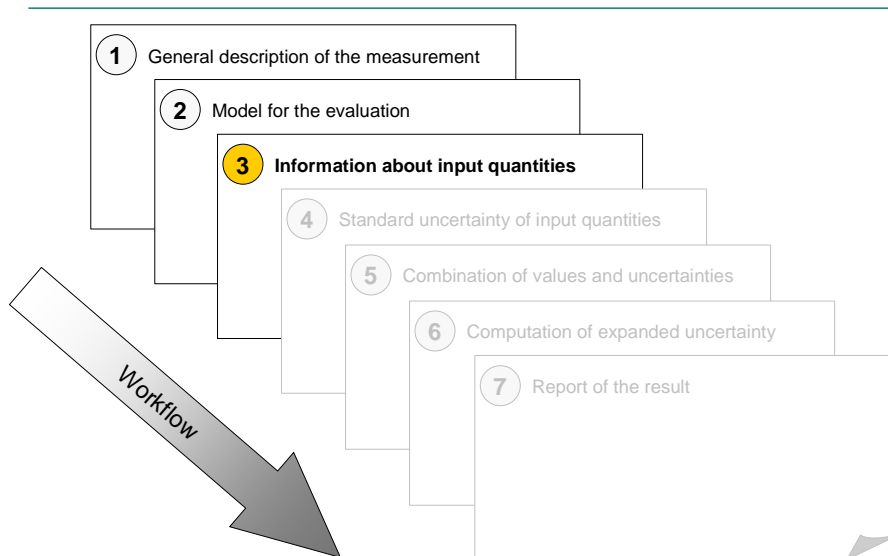 1 General description of the measurement
2 Model for the evaluation
3 Information about input quantities
4 Standard uncertainty of input quantities
5 Combination of values and uncertainties
6 Computation of expanded uncertainty
7 Report of the result
Workflow